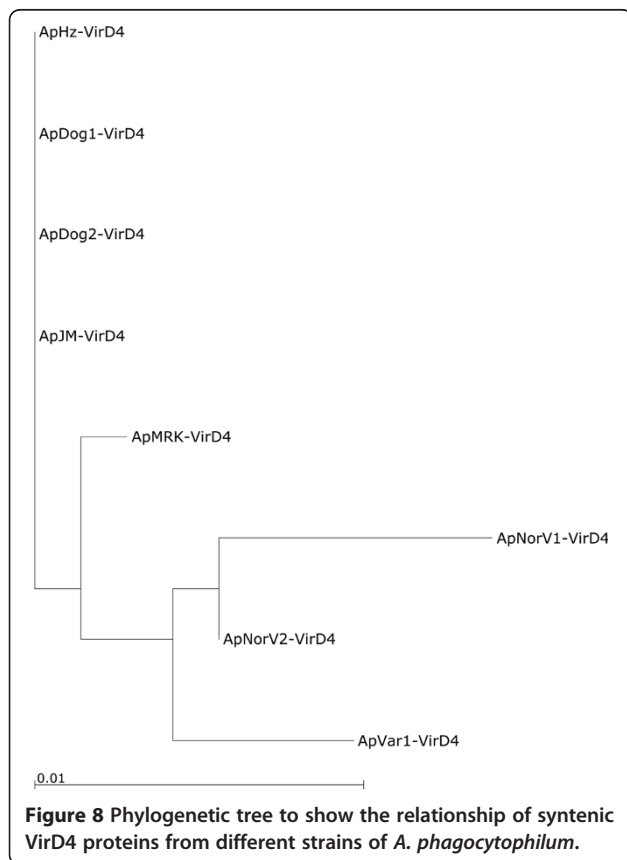 ApHz-VirD4
ApDog1-VirD4
ApDog2-VirD4
ApJM-VirD4
ApMRK-VirD4
ApNorV1-VirD4
ApNorV2-VirD4
ApVar1-VirD4
0.01
Figure 8 Phylogenetic tree to show the relationship of syntenic
VirD4 proteins from different strains of A. phagocytophilum.